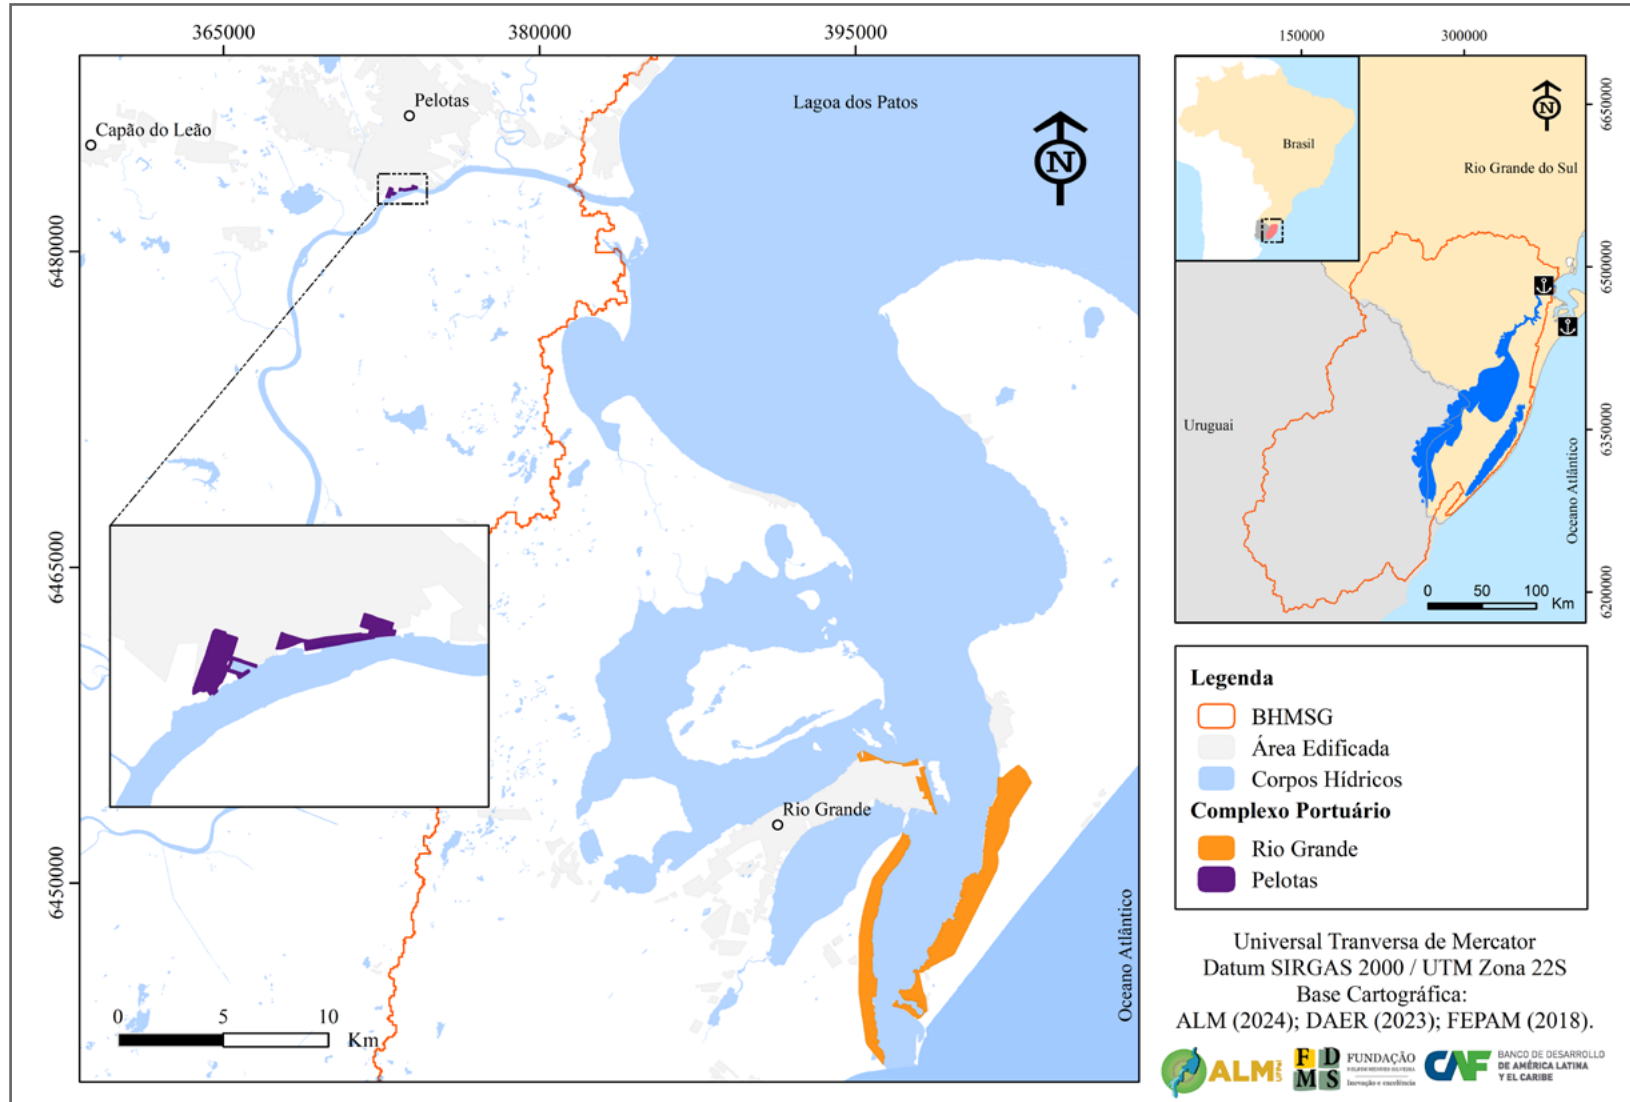 365000
380000
395000
6480000
6465000
6450000
Pelotas
Capão do Leão
Lagoa dos Patos
N
Rio Grande
Oceano Atlântico
0 5 10
Km
150000
300000
6650000
6500000
6350000
6200000
Brasil
N
Rio Grande do Sul
Uruguai
Oceano Atlântico
0 50 100
Km
Legenda
BHMSG
Área Edificada
Corpos Hídricos
Complexo Portuário
Rio Grande
Pelotas
Universal Tranversa de Mercator
Datum SIRGAS 2000 / UTM Zona 22S
Base Cartográfica:
ALM (2024); DAER (2023); FEPAM (2018).
ALM
UFPel
F D
M S
FUNDAÇÃO
Inovação e excelência
CAF
BANCO DE DESARROLLO
DE AMÉRICA LATINA
Y EL CARIBE